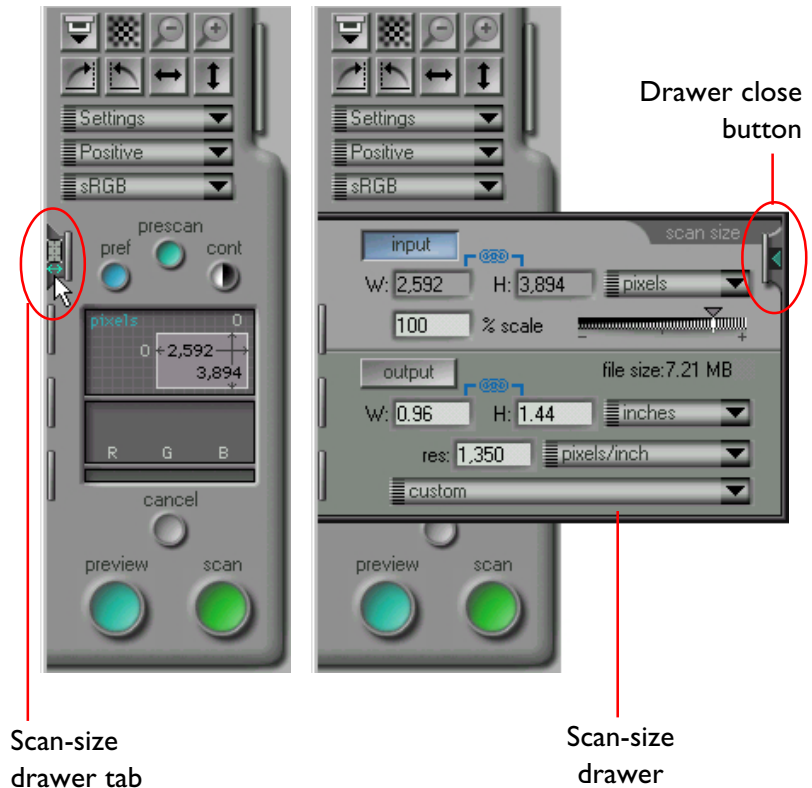 Settings
Positive
sRGB
prescan
pref
cont
pixels 0
0 2,592
3,894
R G B
cancel
preview scan
Scan-size
drawer tab
Settings
Positive
sRGB
Drawer close
button
scan size
input
W: 2,592 H: 3,894 pixels
100 % scale
- +
output file size:7.21 MB
W: 0.96 H: 1.44 inches
res: 1,350 pixels/inch
custom
preview scan
Scan-size
drawer